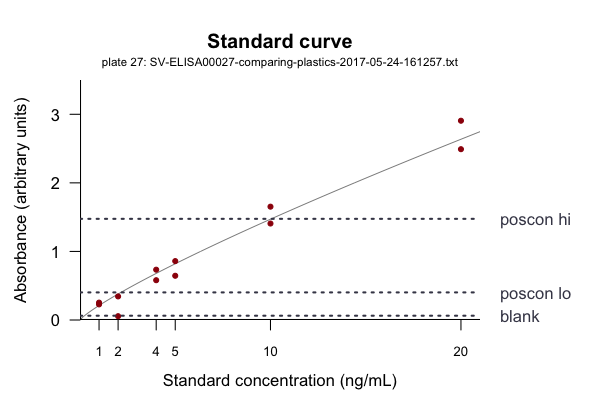 Standard curve
plate 27: SV-ELISA00027-comparing-plastics-2017-05-24-161257.txt
Absorbance (arbitrary units)
3
2
1
0
poscon hi
poscon lo
blank
1 2 4 5 10 20
Standard concentration (ng/mL)